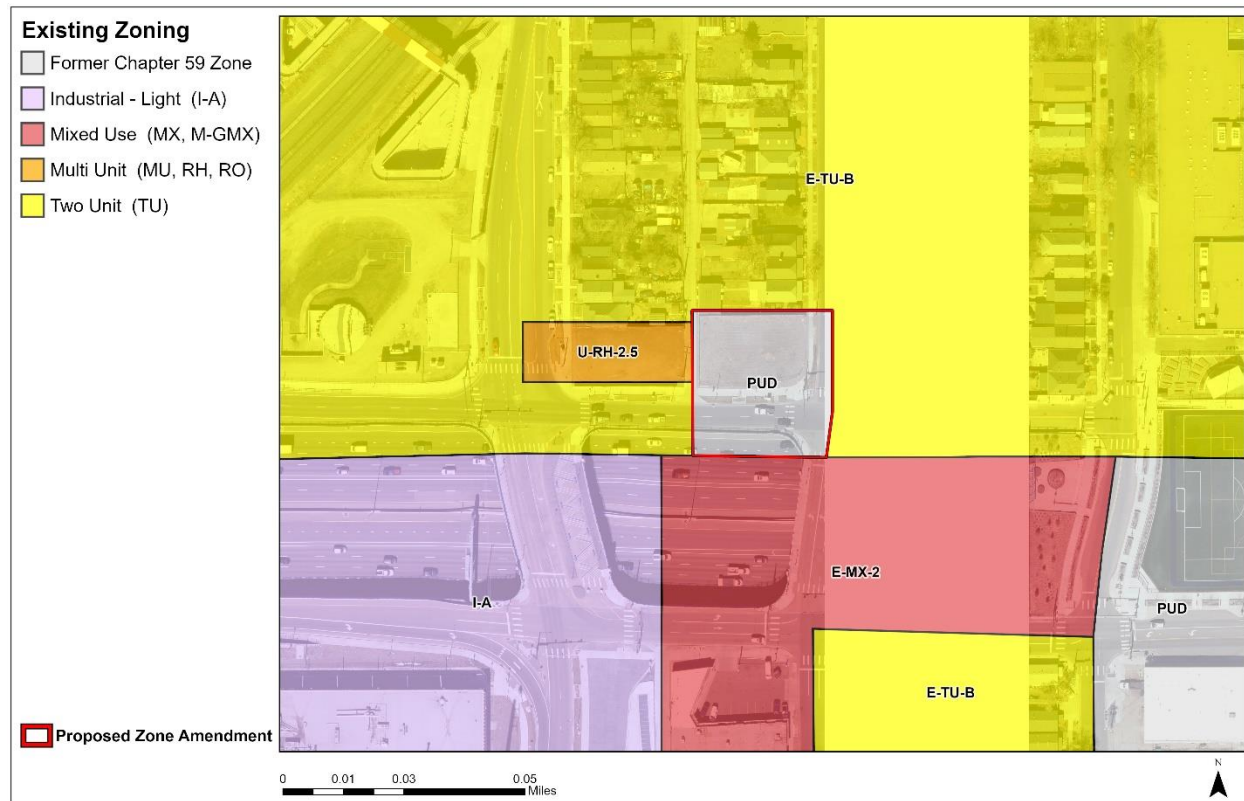 Existing Zoning
Former Chapter 59 Zone
Industrial - Light (I-A)
Mixed Use (MX, M-GMX)
Multi Unit (MU, RH, RO)
Two Unit (TU)
Proposed Zone Amendment
E-TU-B
U-RH-2.5
PUD
E-MX-2
I-A
PUD
E-TU-B
0 0.01 0.03 0.05
Miles
N